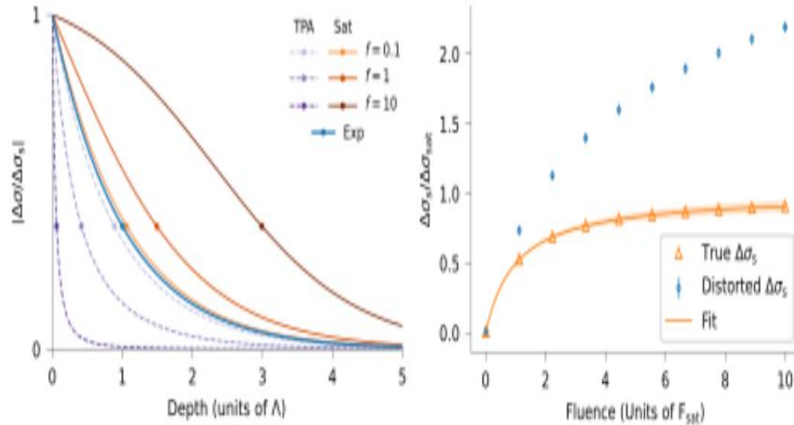 1
TPA Sat
f=0.1
f=1
f=10
Exp
|Δσ/Δσₛ|
0
0 1 2 3 4 5
Depth (units of Λ)
2.0
1.5
1.0
0.5
0.0
Δσₛ/Δσₛₐₜ
True Δσₛ
Distorted Δσₛ
Fit
0 2 4 6 8 10
Fluence (Units of Fₛₐₜ)